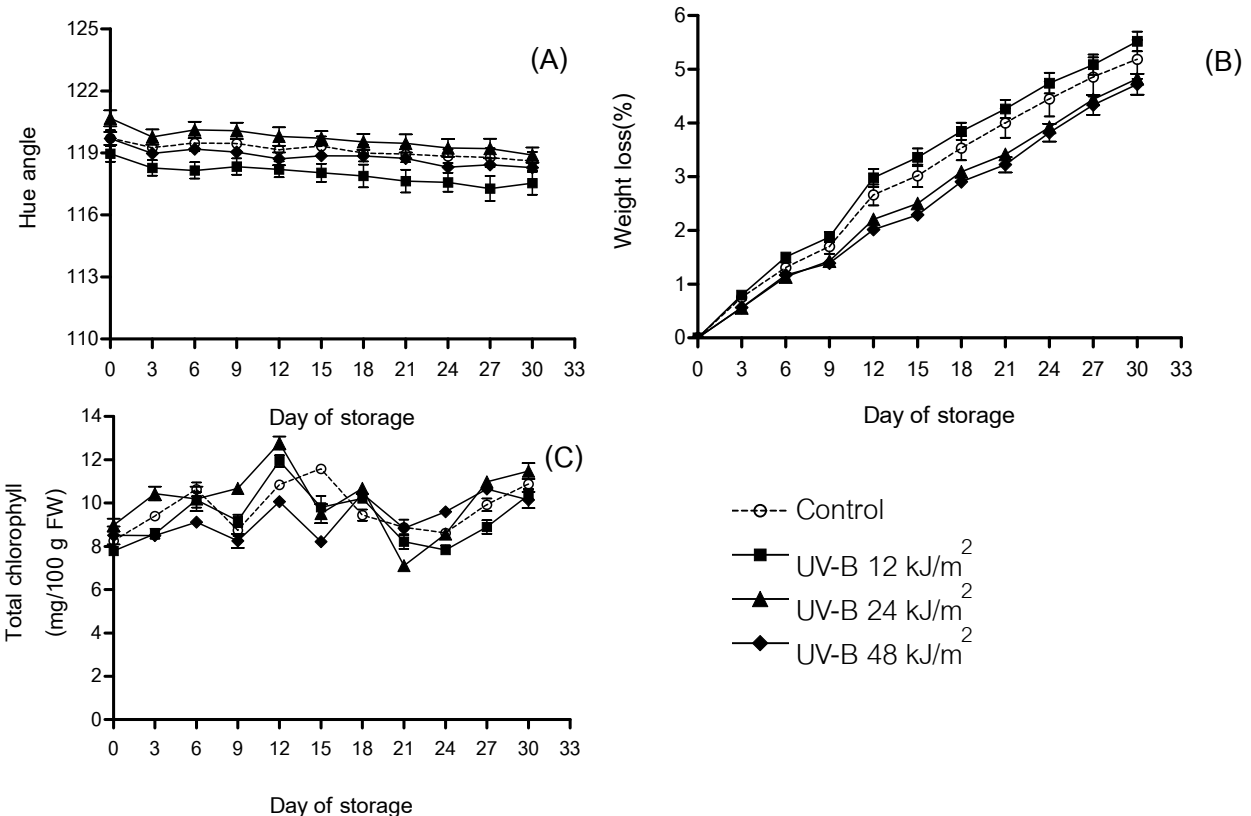 125
122
119
116
113
110
Hue angle
(A)
0 3 6 9 12 15 18 21 24 27 30 33
Day of storage
6
5
4
3
2
1
0
Weight loss(%)
(B)
0 3 6 9 12 15 18 21 24 27 30 33
Day of storage
14
12
10
8
6
4
2
0
Total chlorophyll
(mg/100 g FW)
(C)
0 3 6 9 12 15 18 21 24 27 30 33
Day of storage
Control
UV-B 12 kJ/m²
UV-B 24 kJ/m²
UV-B 48 kJ/m²